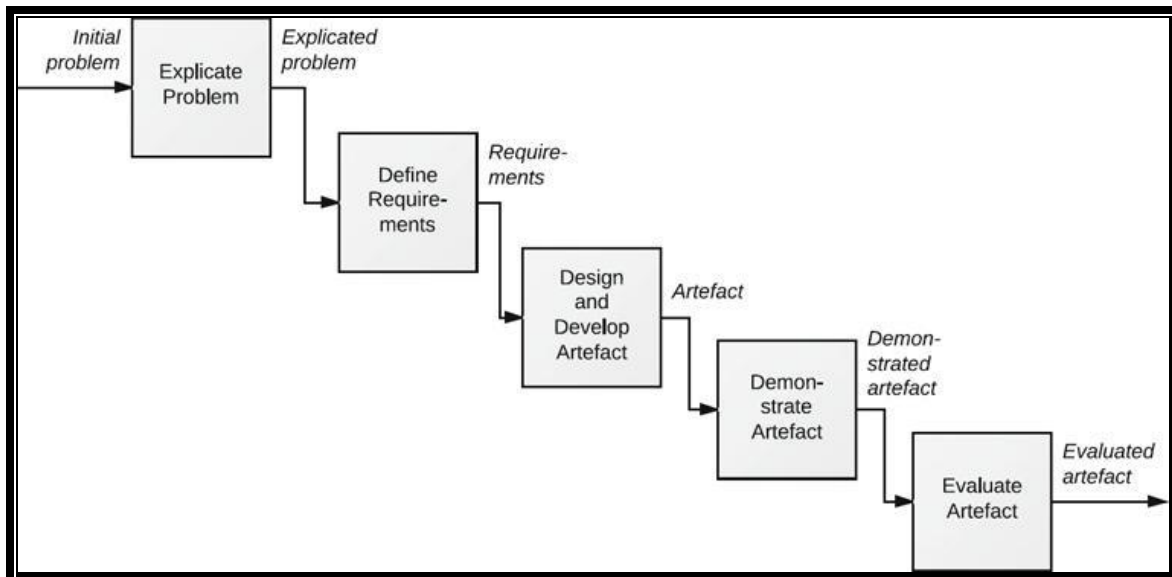 Initial
problem
Explicate
Problem
Explicated
problem
Define
Require-
ments
Require-
ments
Design
and
Develop
Artefact
Artefact
Demon-
strate
Artefact
Demon-
strated
artefact
Evaluate
Artefact
Evaluated
artefact